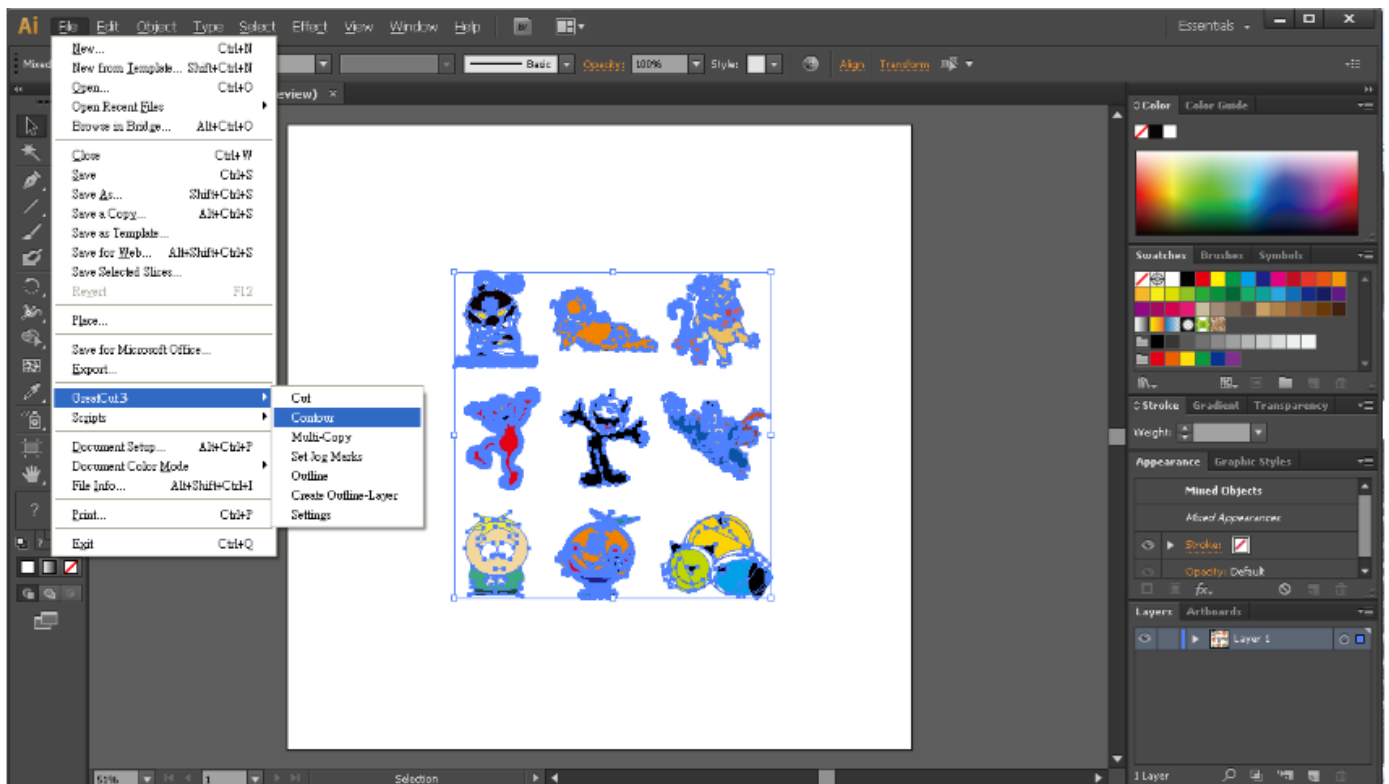 Ai File Edit Object Type Select Effect View Window Help Br Essentials
Mixed Basic Opacity: 100% Style: Align Transform
New... Ctrl+N
New from Template... Shift+Ctrl+N
Open... Ctrl+O
Open Recent Files
Browse in Bridge... Alt+Ctrl+O
Close Ctrl+W
Save Ctrl+S
Save As... Shift+Ctrl+S
Save a Copy... Alt+Ctrl+S
Save as Template...
Save for Web... Alt+Shift+Ctrl+S
Save Selected Slices...
Revert F12
Place...
Save for Microsoft Office...
Export...
GreatCut3
Scripts
Document Setup... Alt+Ctrl+P
Document Color Mode
File Info... Alt+Shift+Ctrl+I
Print... Ctrl+P
Exit Ctrl+Q
Cut
Contour
Multi-Copy
Set Jog Marks
Outline
Create Outline-Layer
Settings
eview) ×
Color Color Guide
Swatches Brushes Symbols
Stroke Gradient Transparency
Weight:
Appearance Graphic Styles
Mixed Objects
Mixed Appearances
Stroke:
Opacity: Default
fx.
Layers Artboards
Layer 1
1 Layer
51% 1 Selection